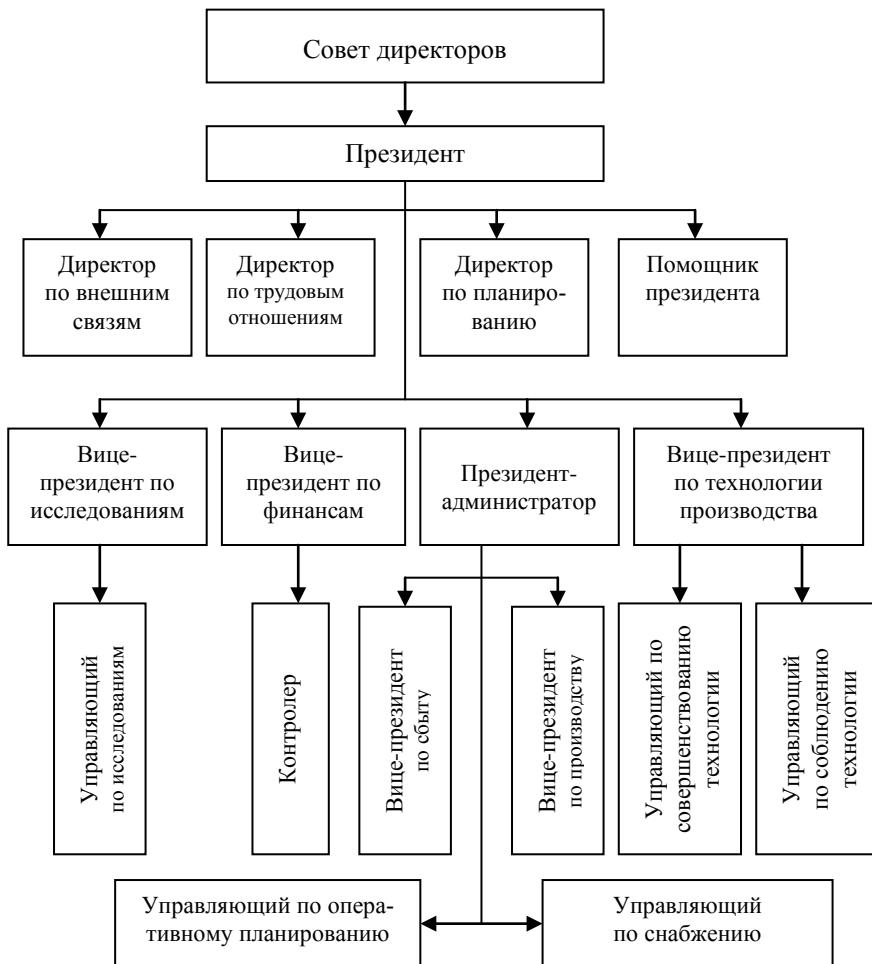 Совет директоров
Президент
Директор
по внешним
связям
Директор
по трудовым
отношениям
Директор
по планиро-
ванию
Помощник
президента
Вице-
президент по
исследованиям
Вице-
президент по
финансам
Президент-
администратор
Вице-президент
по технологии
производства
Управляющий
по исследованиям
Контролер
Вице-президент
по сбыту
Вице-президент
по производству
Управляющий по
совершенствованию
технологии
Управляющий
по соблюдению
технологии
Управляющий по опера-
тивному планированию
Управляющий
по снабжению